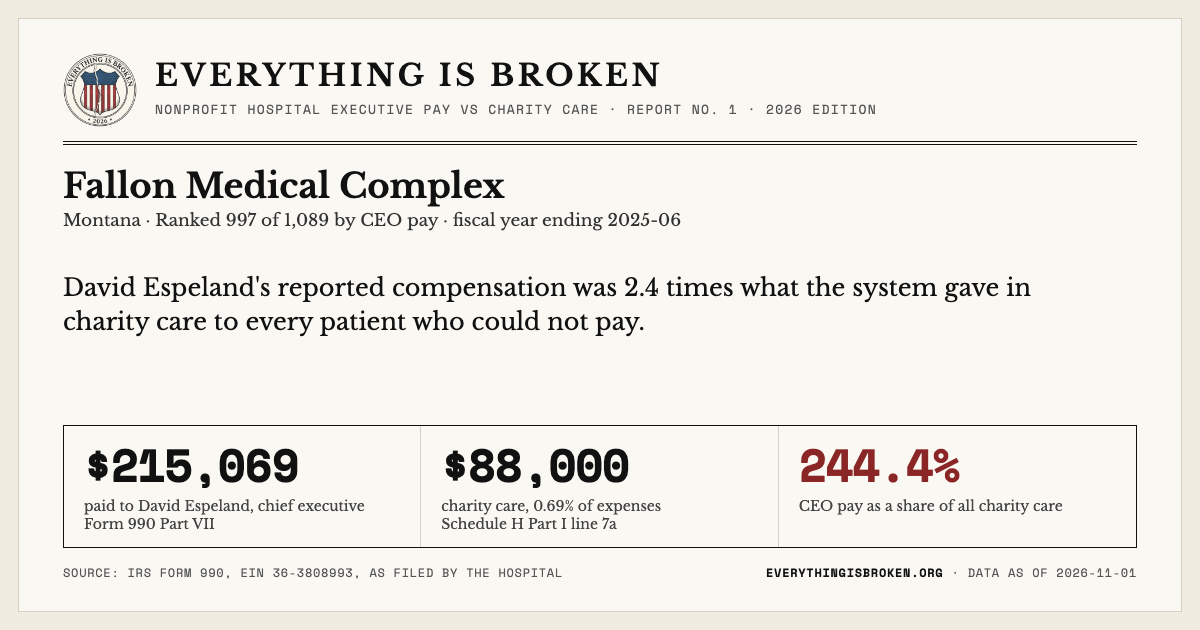 EVERYTHING IS BROKEN
2026
EVERYTHING IS BROKEN
NONPROFIT HOSPITAL EXECUTIVE PAY VS CHARITY CARE · REPORT NO. 1 · 2026 EDITION
Fallon Medical Complex
Montana · Ranked 997 of 1,089 by CEO pay · fiscal year ending 2025-06
David Espeland's reported compensation was 2.4 times what the system gave in
charity care to every patient who could not pay.
$215,069
paid to David Espeland, chief executive
Form 990 Part VII
$88,000
charity care, 0.69% of expenses
Schedule H Part I line 7a
244.4%
CEO pay as a share of all charity care
SOURCE: IRS FORM 990, EIN 36-3808993, AS FILED BY THE HOSPITAL
EVERYTHINGISBROKEN.ORG · DATA AS OF 2026-11-01